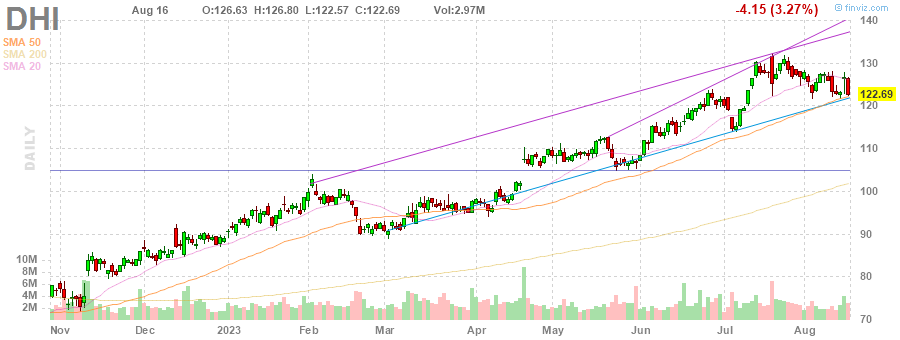 DHI
Aug 16 O:126.63 H:126.80 L:122.57 C:122.69 Vol:2.97M -4.15 (3.27%) © finviz.com
SMA 50
SMA 200
SMA 20
DAILY
140
130
122.69
120
110
100
90
80
70
10M
8M
6M
4M
2M
Nov Dec 2023 Feb Mar Apr May Jun Jul Aug